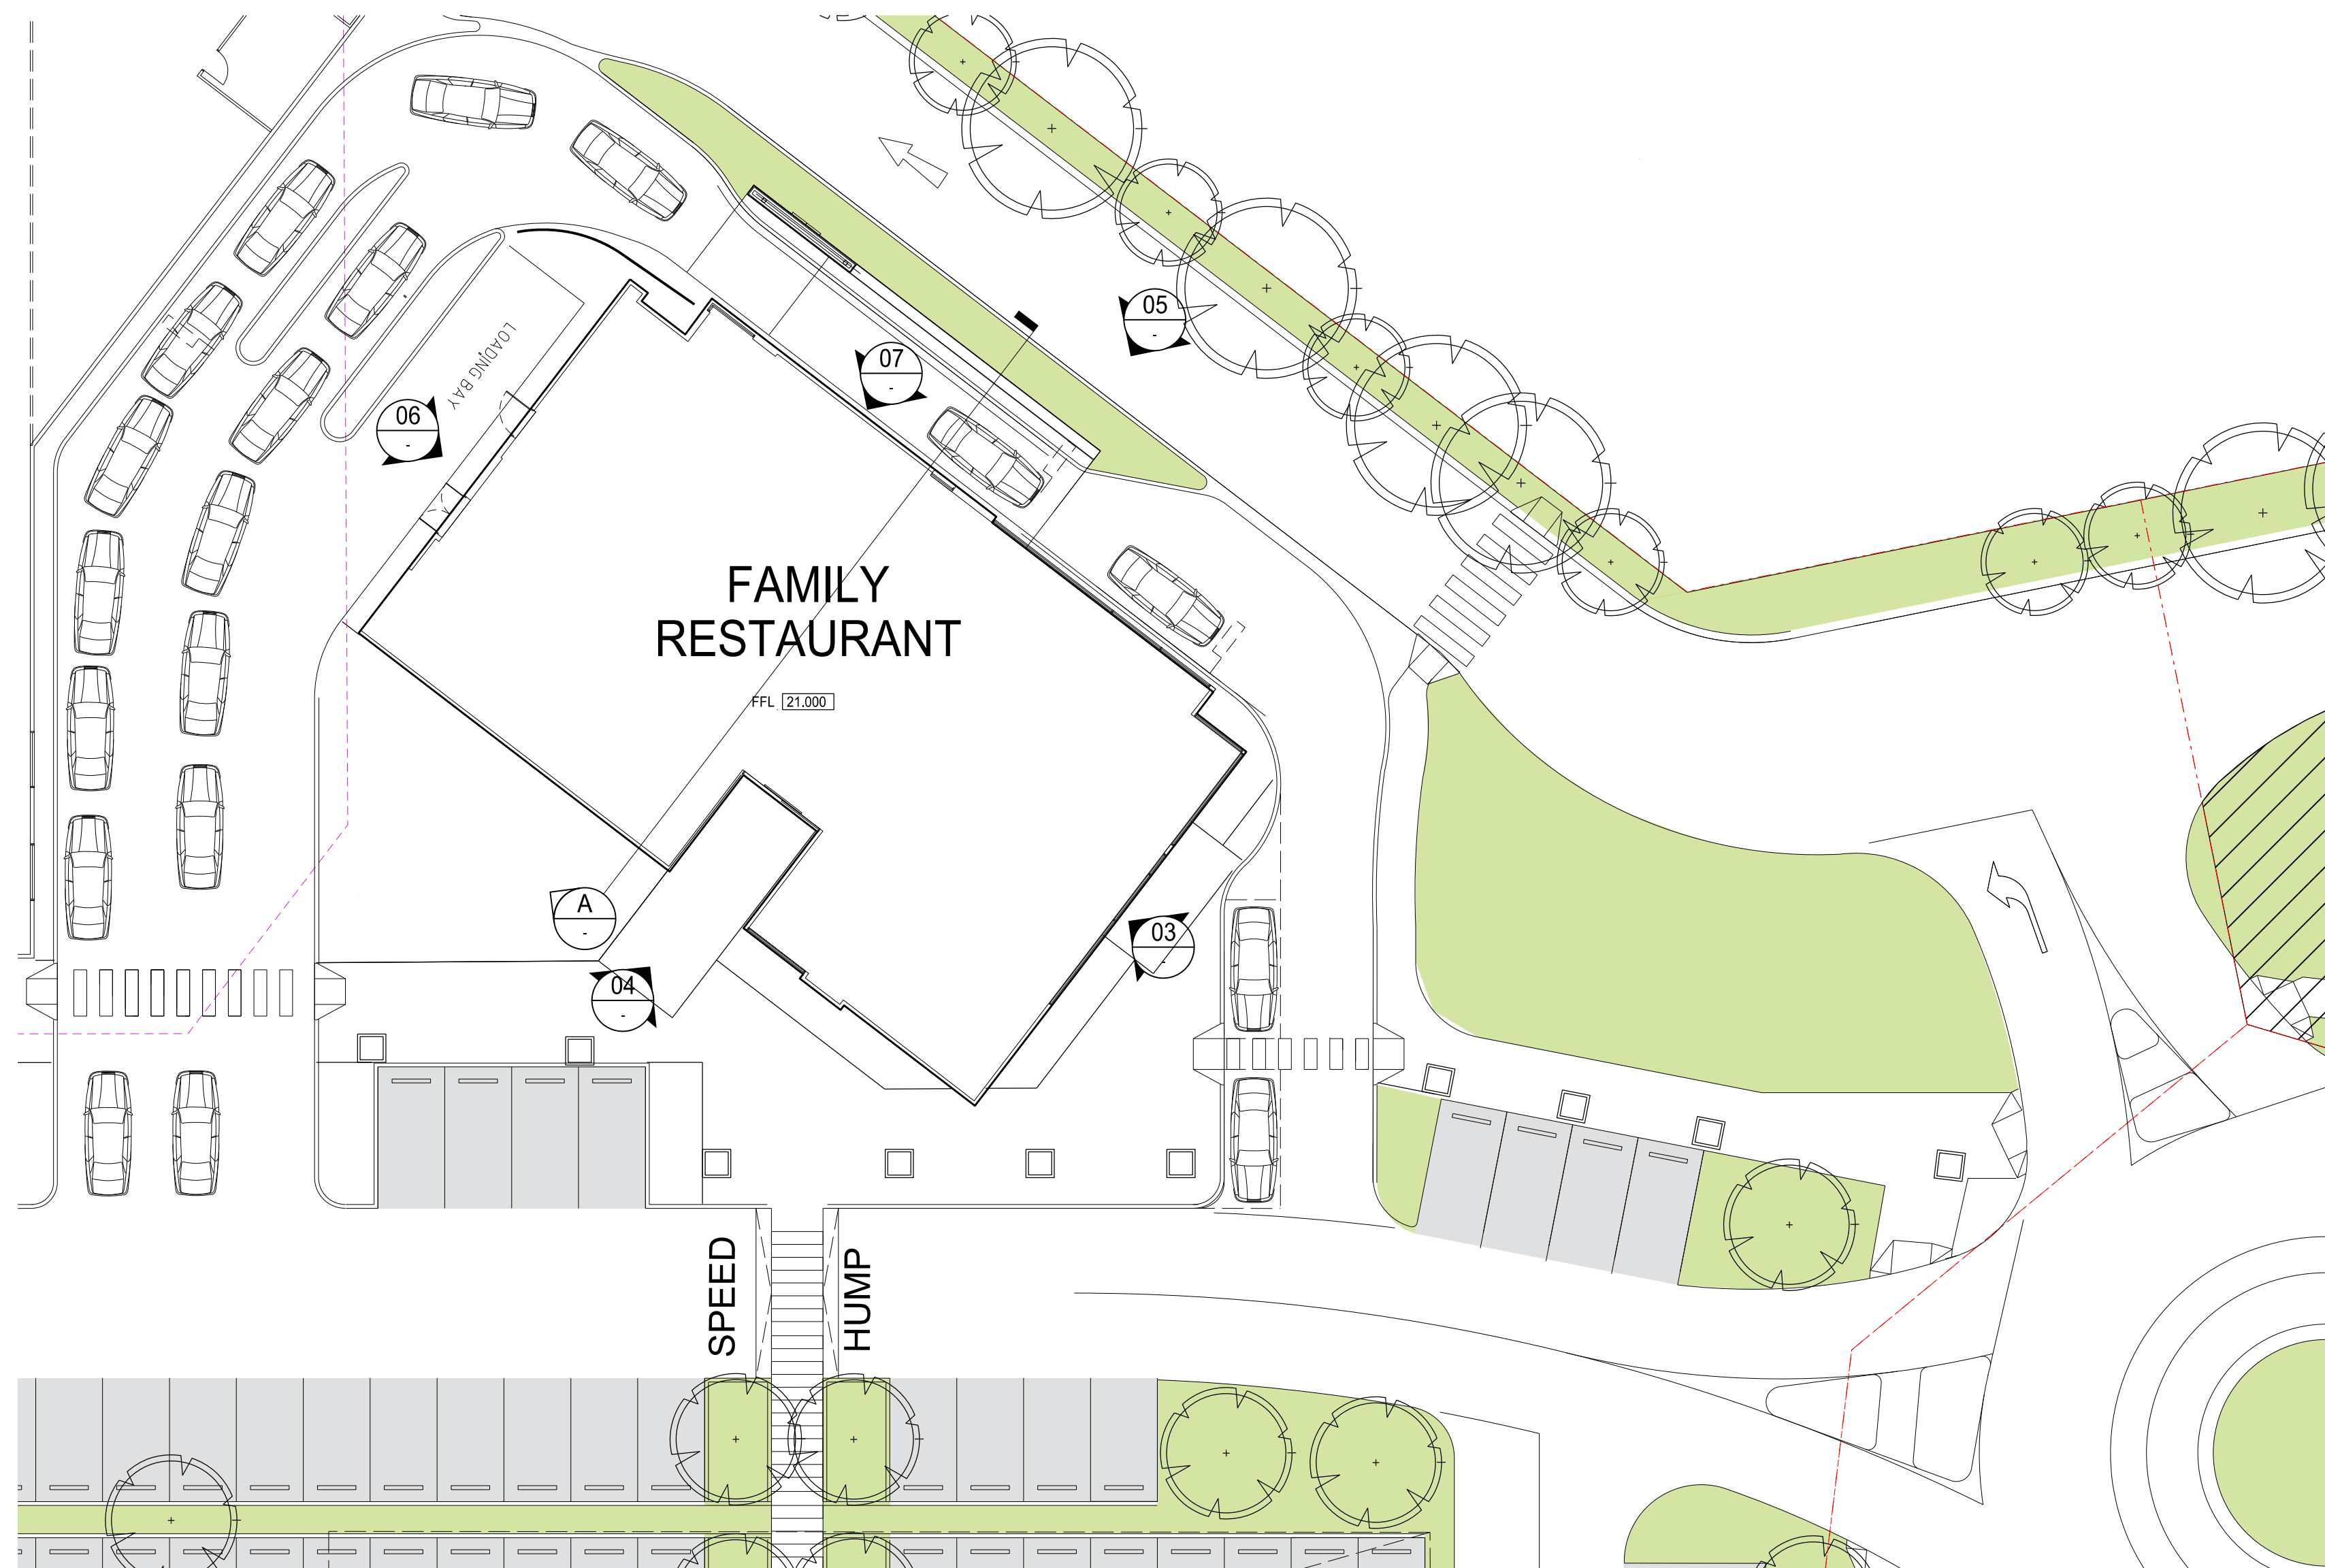 05
-
07
-
LOADING BAY
06
-
FAMILY
RESTAURANT
FFL 21.000
A
-
03
-
04
-
SPEED
HUMP